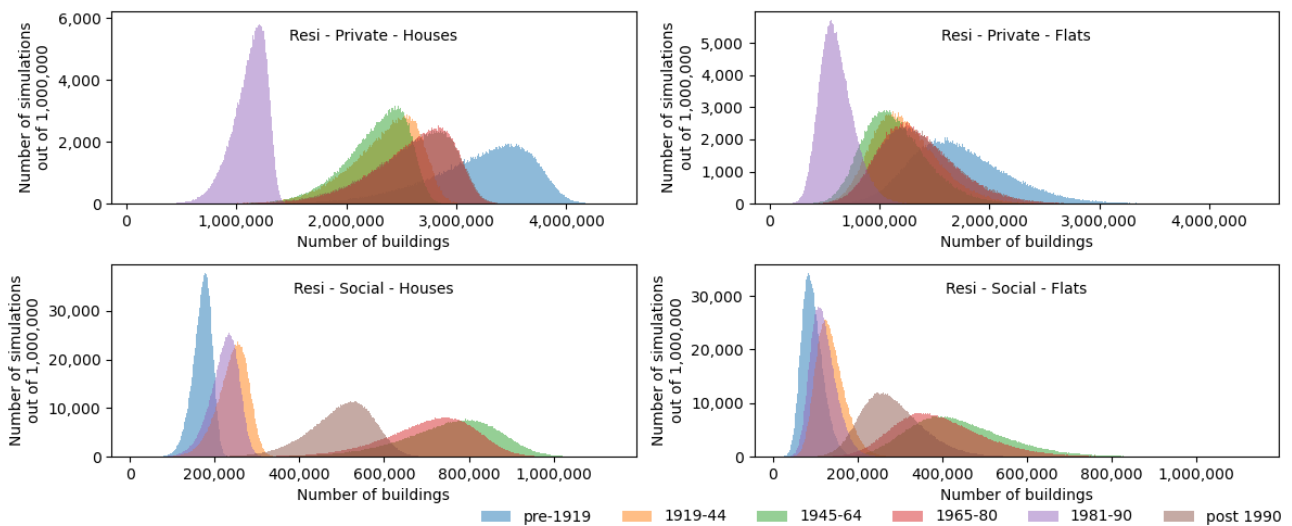 Resi - Private - Houses
6,000
4,000
2,000
0
Number of simulations
out of 1,000,000
0 1,000,000 2,000,000 3,000,000 4,000,000
Number of buildings
Resi - Private - Flats
5,000
4,000
3,000
2,000
1,000
0
Number of simulations
out of 1,000,000
0 1,000,000 2,000,000 3,000,000 4,000,000
Number of buildings
Resi - Social - Houses
30,000
20,000
10,000
0
Number of simulations
out of 1,000,000
0 200,000 400,000 600,000 800,000 1,000,000
Number of buildings
Resi - Social - Flats
30,000
20,000
10,000
0
Number of simulations
out of 1,000,000
0 200,000 400,000 600,000 800,000 1,000,000
Number of buildings
pre-1919 1919-44 1945-64 1965-80 1981-90 post 1990